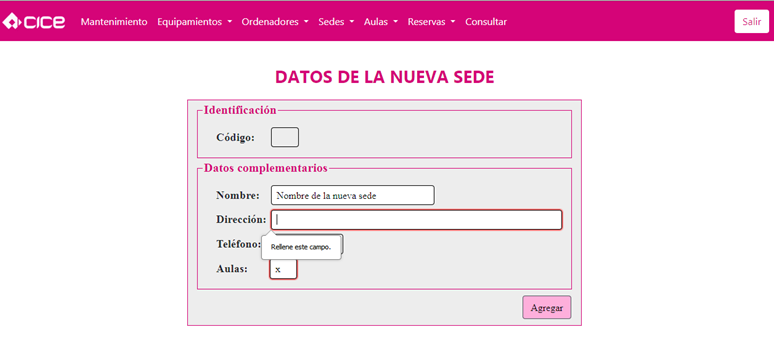 CICE Mantenimiento Equipamientos Ordenadores Sedes Aulas Reservas Consultar Salir
DATOS DE LA NUEVA SEDE
Identificación
Código:
Datos complementarios
Nombre: Nombre de la nueva sede
Dirección:
Teléfono:
Rellene este campo.
Aulas: x
Agregar